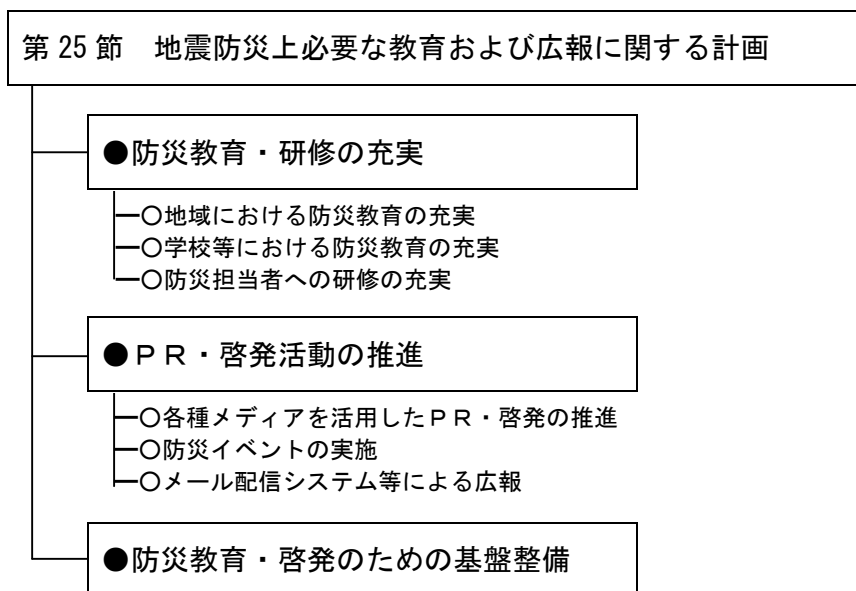 第 25 節　地震防災上必要な教育および広報に関する計画
●防災教育・研修の充実
○地域における防災教育の充実
○学校等における防災教育の充実
○防災担当者への研修の充実
●ＰＲ・啓発活動の推進
○各種メディアを活用したＰＲ・啓発の推進
○防災イベントの実施
○メール配信システム等による広報
●防災教育・啓発のための基盤整備